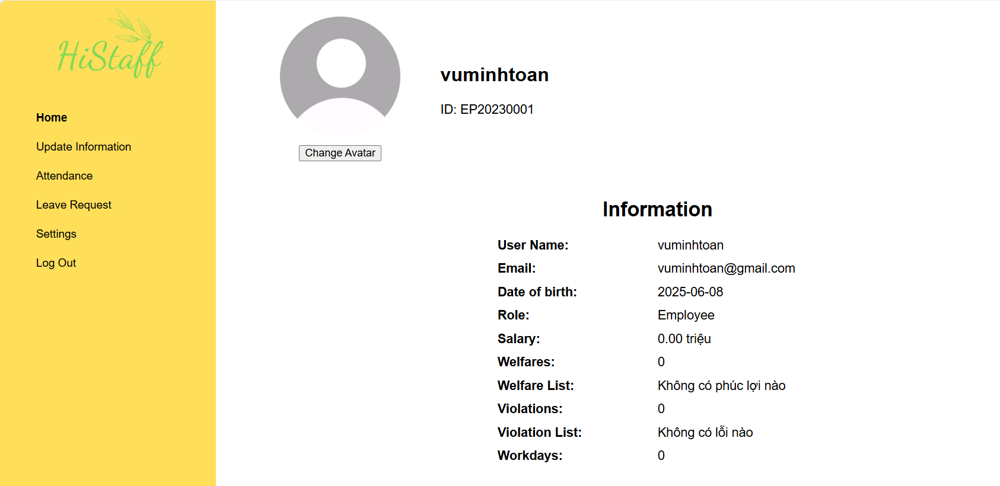 HiStaff
Home
Update Information
Attendance
Leave Request
Settings
Log Out
vuminhtoan
ID: EP20230001
Change Avatar
Information
User Name: vuminhtoan
Email: vuminhtoan@gmail.com
Date of birth: 2025-06-08
Role: Employee
Salary: 0.00 triệu
Welfares: 0
Welfare List: Không có phúc lợi nào
Violations: 0
Violation List: Không có lỗi nào
Workdays: 0